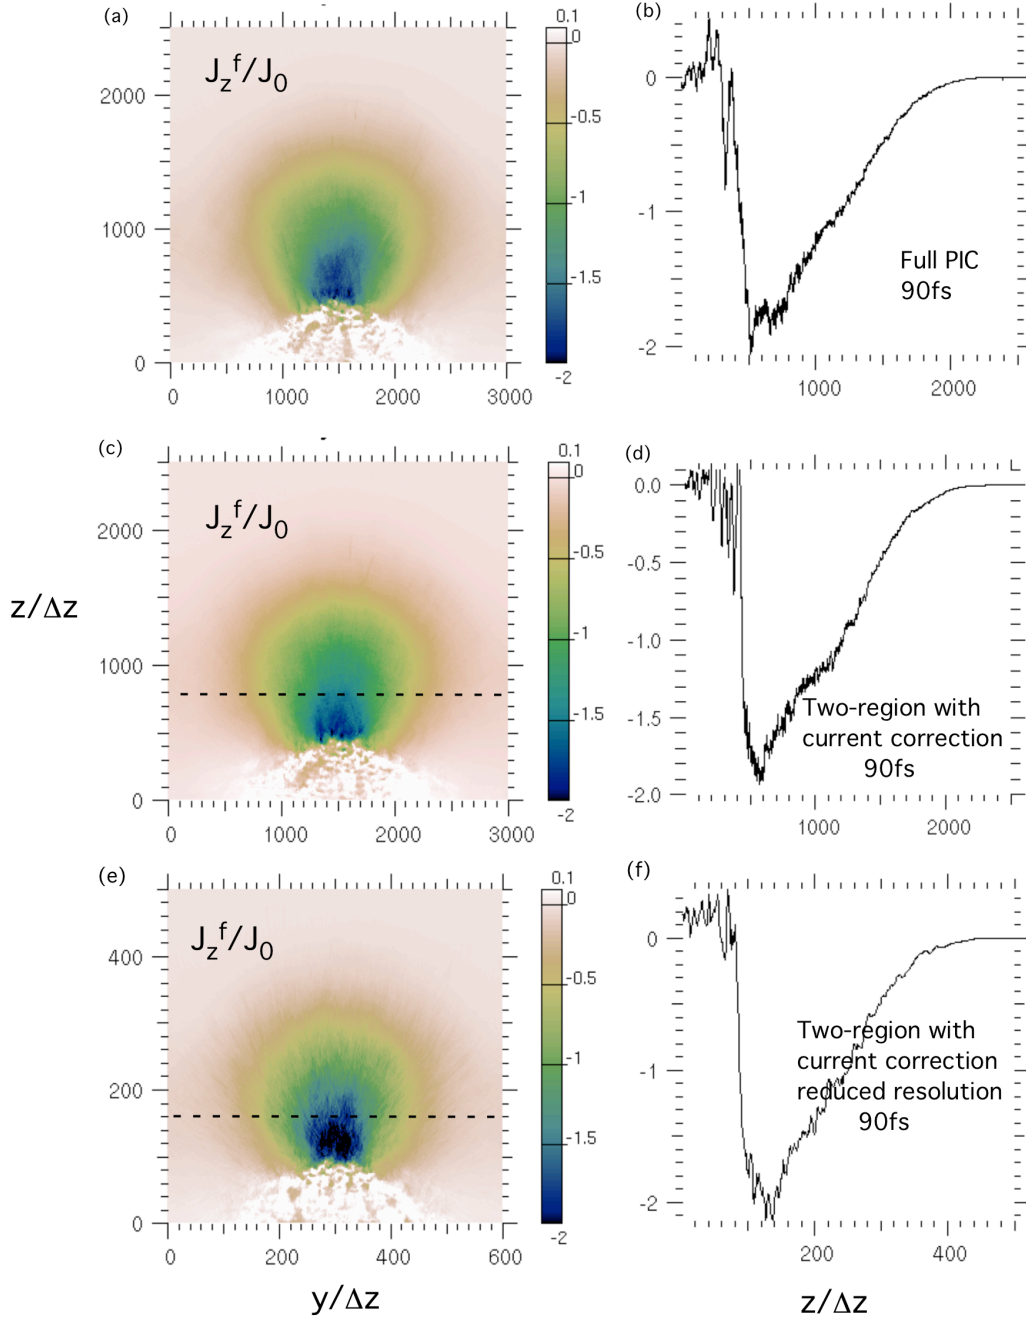 (a)
J_z^f/J_0
2000
1000
0
0 1000 2000 3000
0.1
0
-0.5
-1
-1.5
-2
(b)
0
-1
-2
1000 2000
Full PIC
90fs
(c)
J_z^f/J_0
2000
1000
0
0 1000 2000 3000
0.1
0
-0.5
-1
-1.5
-2
(d)
0.0
-0.5
-1.0
-1.5
-2.0
1000 2000
Two-region with
current correction
90fs
z/Δz
(e)
J_z^f/J_0
400
200
0
0 200 400 600
0.1
0
-0.5
-1
-1.5
-2
(f)
0
-1
-2
200 400
Two-region with
current correction
reduced resolution
90fs
y/Δz
z/Δz